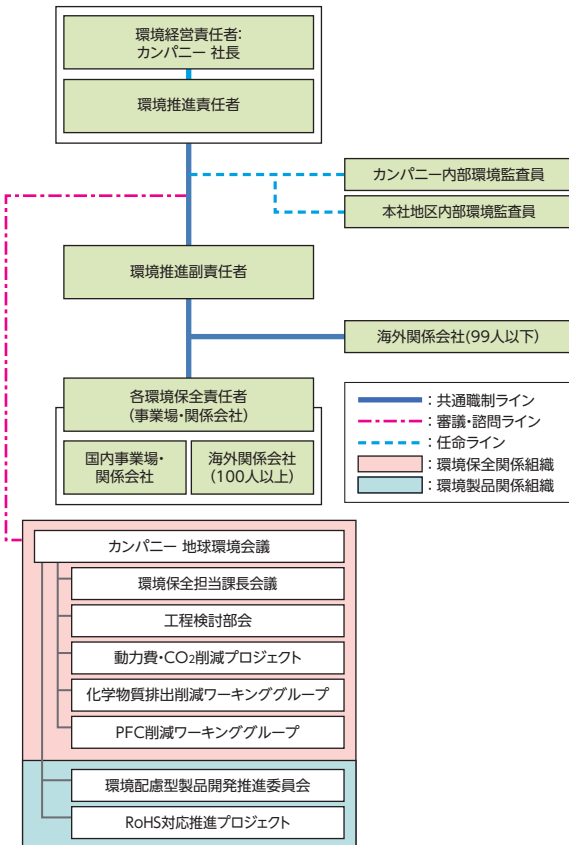 環境経営責任者:
カンパニー 社長
環境推進責任者
カンパニー内部環境監査員
本社地区内部環境監査員
環境推進副責任者
海外関係会社(99人以下)
各環境保全責任者
(事業場・関係会社)
国内事業場・
関係会社
海外関係会社
(100人以上)
:共通職制ライン
:審議・諮問ライン
:任命ライン
:環境保全関係組織
:環境製品関係組織
カンパニー 地球環境会議
環境保全担当課長会議
工程検討部会
動力費・CO₂削減プロジェクト
化学物質排出削減ワーキンググループ
PFC削減ワーキンググループ
環境配慮型製品開発推進委員会
RoHS対応推進プロジェクト